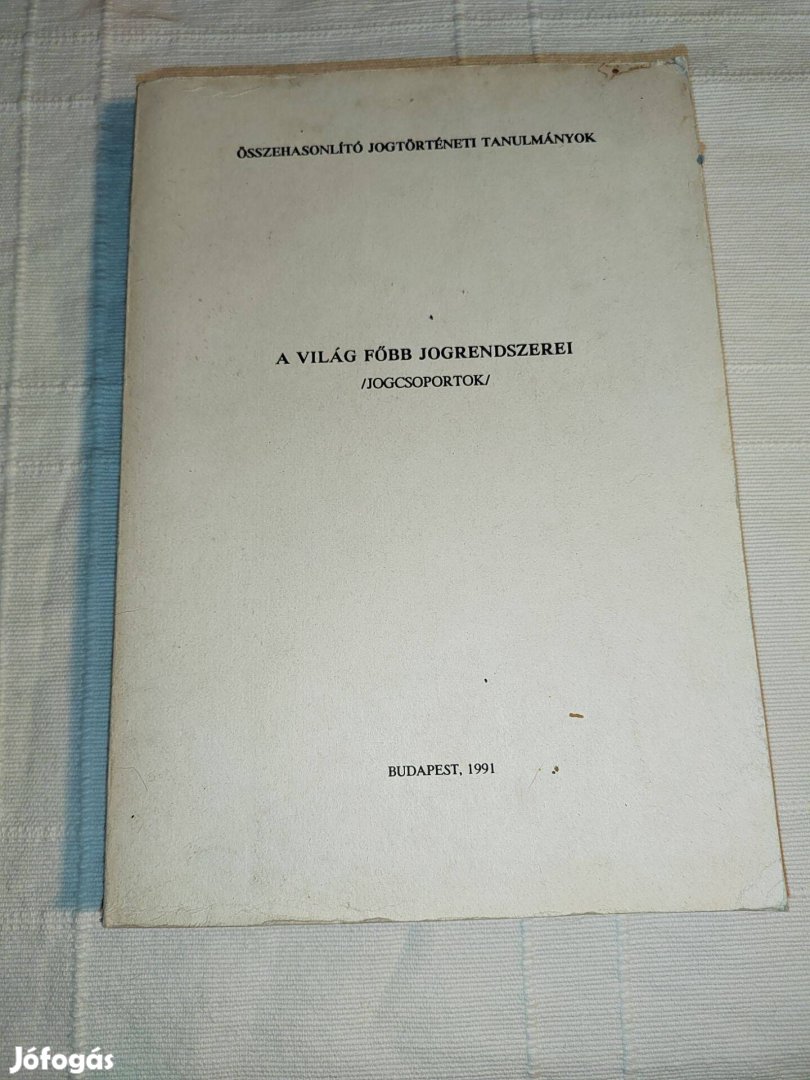 ÖSSZEHASONLÍTÓ JOGTÖRTÉNETI TANULMÁNYOK
A VILÁG FŐBB JOGRENDSZEREI
/JOGCSOPORTOK/
BUDAPEST, 1991
Jófogás